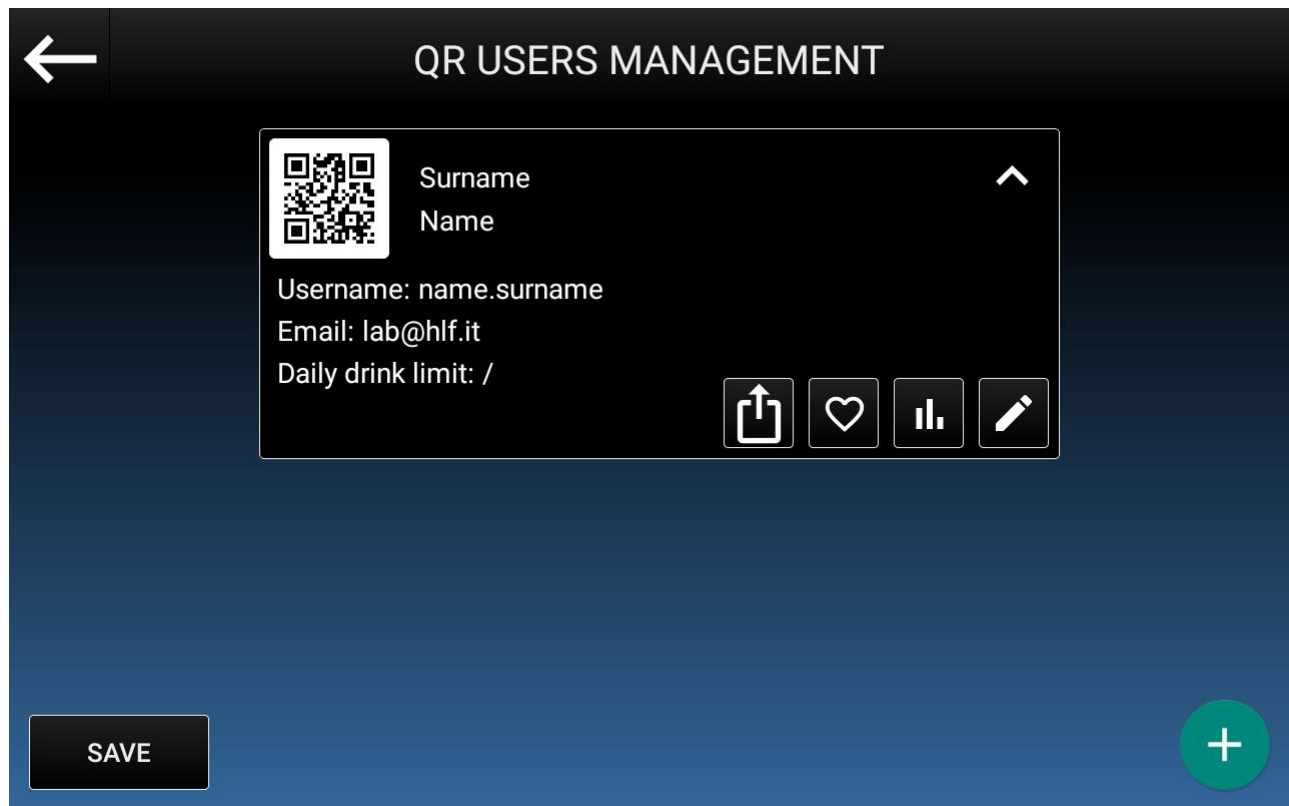 QR USERS MANAGEMENT
Surname
Name
Username: name.surname
Email: lab@hlf.it
Daily drink limit: /
SAVE